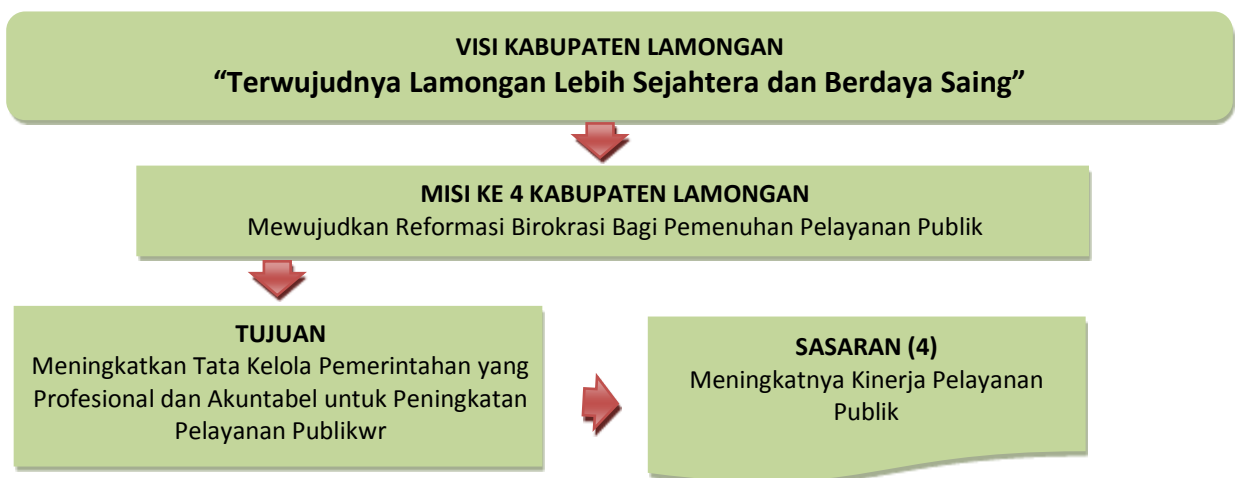 VISI KABUPATEN LAMONGAN
“Terwujudnya Lamongan Lebih Sejahtera dan Berdaya Saing”
MISI KE 4 KABUPATEN LAMONGAN
Mewujudkan Reformasi Birokrasi Bagi Pemenuhan Pelayanan Publik
TUJUAN
Meningkatkan Tata Kelola Pemerintahan yang
Profesional dan Akuntabel untuk Peningkatan
Pelayanan Publikwr
SASARAN (4)
Meningkatnya Kinerja Pelayanan
Publik